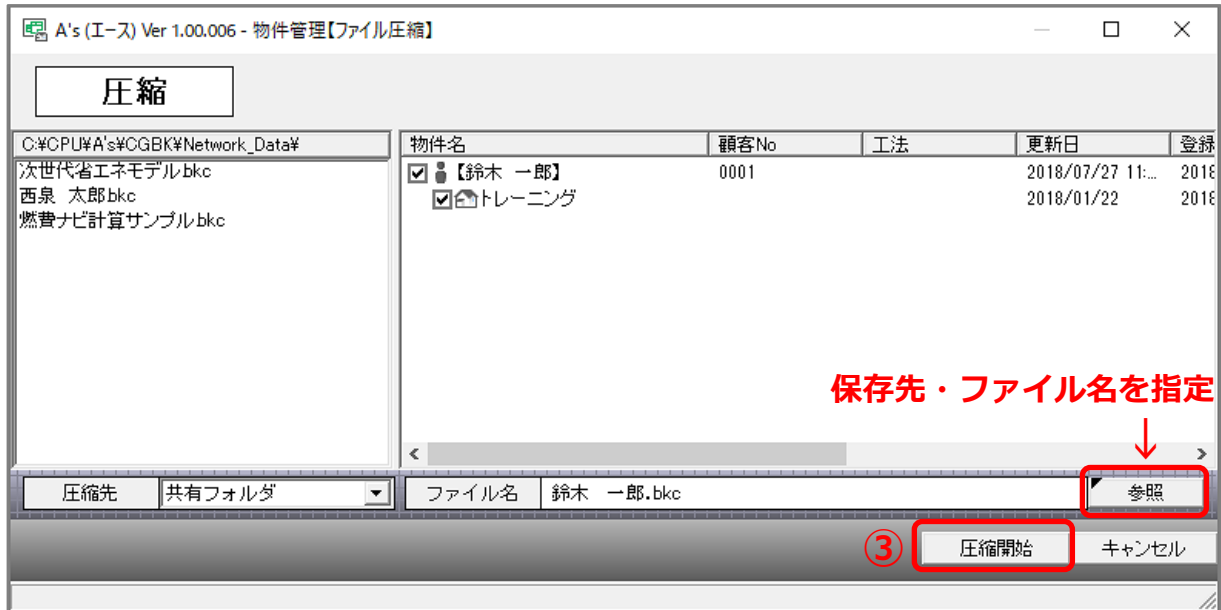 A's (エース) Ver 1.00.006 - 物件管理【ファイル圧縮】
圧縮
C:¥CPU¥A's¥CGBK¥Network_Data¥
次世代省エネモデル.bkc
西泉 太郎.bkc
燃費ナビ計算サンプル.bkc
物件名 顧客No 工法 更新日 登録
【鈴木 一郎】 0001 2018/07/27 11:... 2018
トレーニング 2018/01/22 2018
保存先・ファイル名を指定
↓
圧縮先 共有フォルダ ファイル名 鈴木 一郎.bkc 参照
③ 圧縮開始 キャンセル